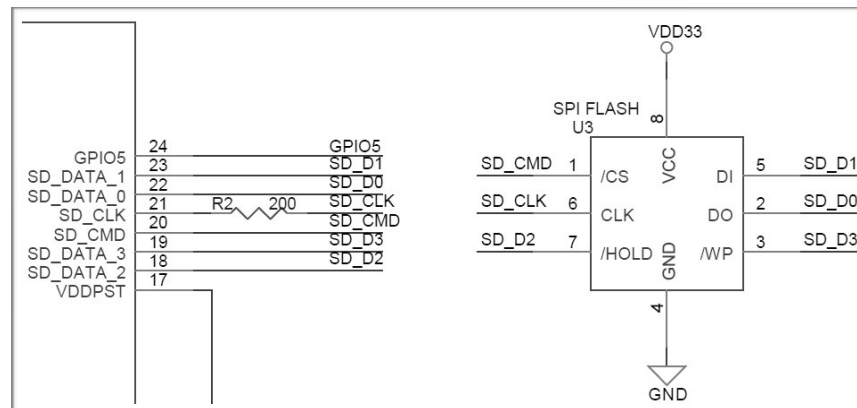 24
GPIO5 GPIO5
23
SD_DATA_1 SD_D1
22
SD_DATA_0 SD_D0
21
SD_CLK R2 200 SD_CLK
20
SD_CMD SD_CMD
19
SD_DATA_3 SD_D3
18
SD_DATA_2 SD_D2
17
VDDPST
VDD33
SPI FLASH
U3
8
VCC
SD_CMD 1 /CS DI 5 SD_D1
SD_CLK 6 CLK DO 2 SD_D0
SD_D2 7 /HOLD /WP 3 SD_D3
GND
4
GND